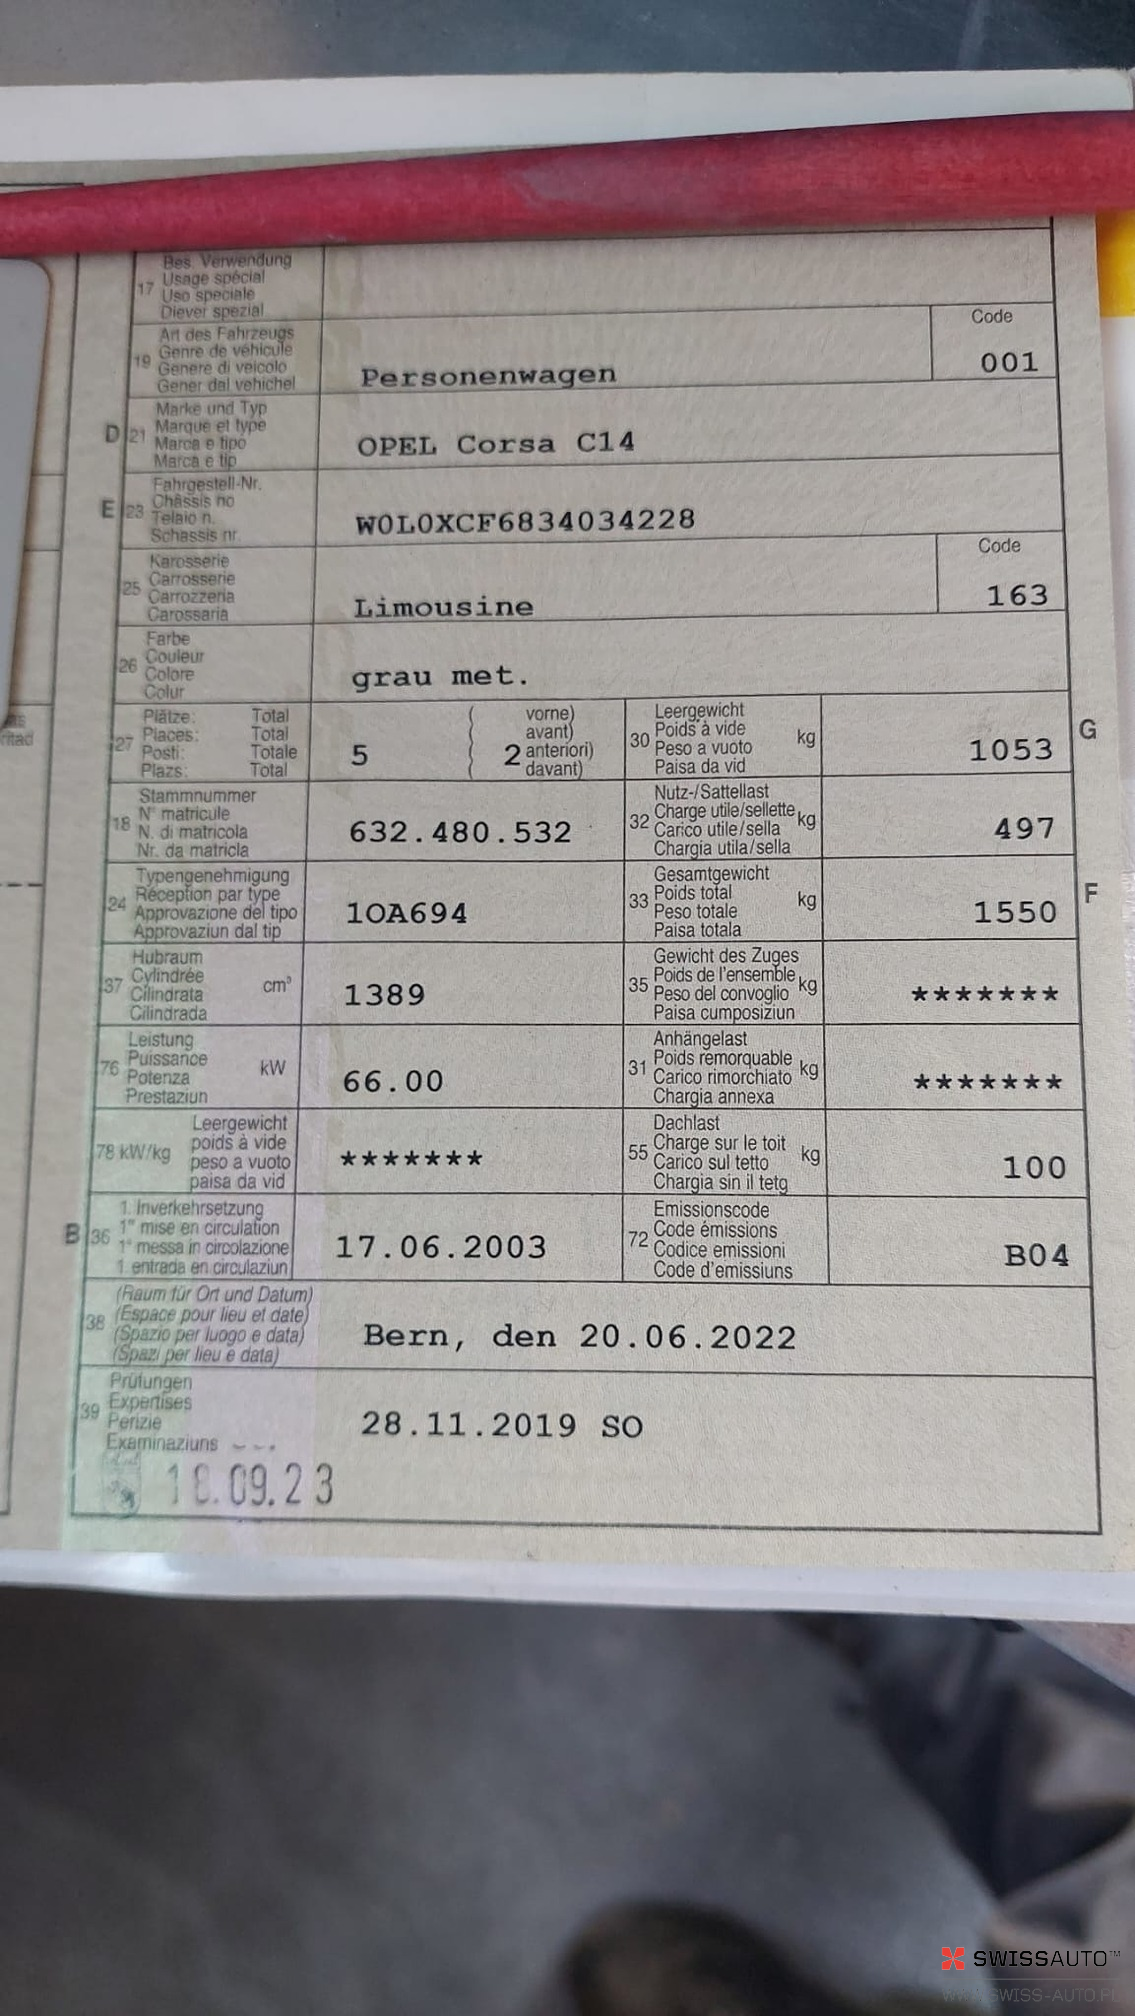 Bes. Verwendung
17 Usage spécial
Uso speciale
Diever spezial
Art des Fahrzeugs
Code
19 Genre de véhicule
Genere di veicolo
Gener dal vehichel
Personenwagen
001
Marke und Typ
D 21 Marque et type
Marca e tipo
Marca e tip
OPEL Corsa C14
Fahrgestell-Nr.
E 23 Châssis no
Telaio n.
Schassis nr.
W0L0XCF6834034228
Karosserie
Code
25 Carrosserie
Carrozzeria
Carossaria
Limousine
163
Farbe
26 Couleur
Colore
Colur
grau met.
Plätze: Total
27 Places: Total
Posti: Totale
Plazs: Total
5
( vorne)
avant)
2 anteriori)
( davant)
Leergewicht
30 Poids à vide kg
Peso a vuoto
Paisa da vid
1053
G
Stammnummer
18 N° matricule
N. di matricola
Nr. da matricla
632.480.532
Nutz-/Sattellast
32 Charge utile/sellette kg
Carico utile/sella
Chargia utila/sella
497
Typengenehmigung
24 Réception par type
Approvazione del tipo
Approvaziun dal tip
1OA694
Gesamtgewicht
33 Poids total kg
Peso totale
Paisa totala
1550
F
Hubraum
37 Cylindrée cm³
Cilindrata
Cilindrada
1389
Gewicht des Zuges
35 Poids de l'ensemble kg
Peso del convoglio
Paisa cumposiziun
*******
Leistung
76 Puissance kW
Potenza
Prestaziun
66.00
Anhängelast
31 Poids remorquable kg
Carico rimorchiato
Chargia annexa
*******
Leergewicht
78 kW/kg poids à vide
peso a vuoto
paisa da vid
*******
Dachlast
55 Charge sur le toit kg
Carico sul tetto
Chargia sin il tetg
100
1. Inverkehrsetzung
B 36 1re mise en circulation
1a messa in circolazione
1. entrada en circulaziun
17.06.2003
Emissionscode
72 Code émissions
Codice emissioni
Code d'emissiuns
B04
(Raum für Ort und Datum)
38 (Espace pour lieu et date)
(Spazio per luogo e data)
(Spazi per lieu e data)
Bern, den 20.06.2022
Prüfungen
39 Expertises
Perizie
Examinaziuns
28.11.2019 SO
18.09.23
SWISSAUTO™